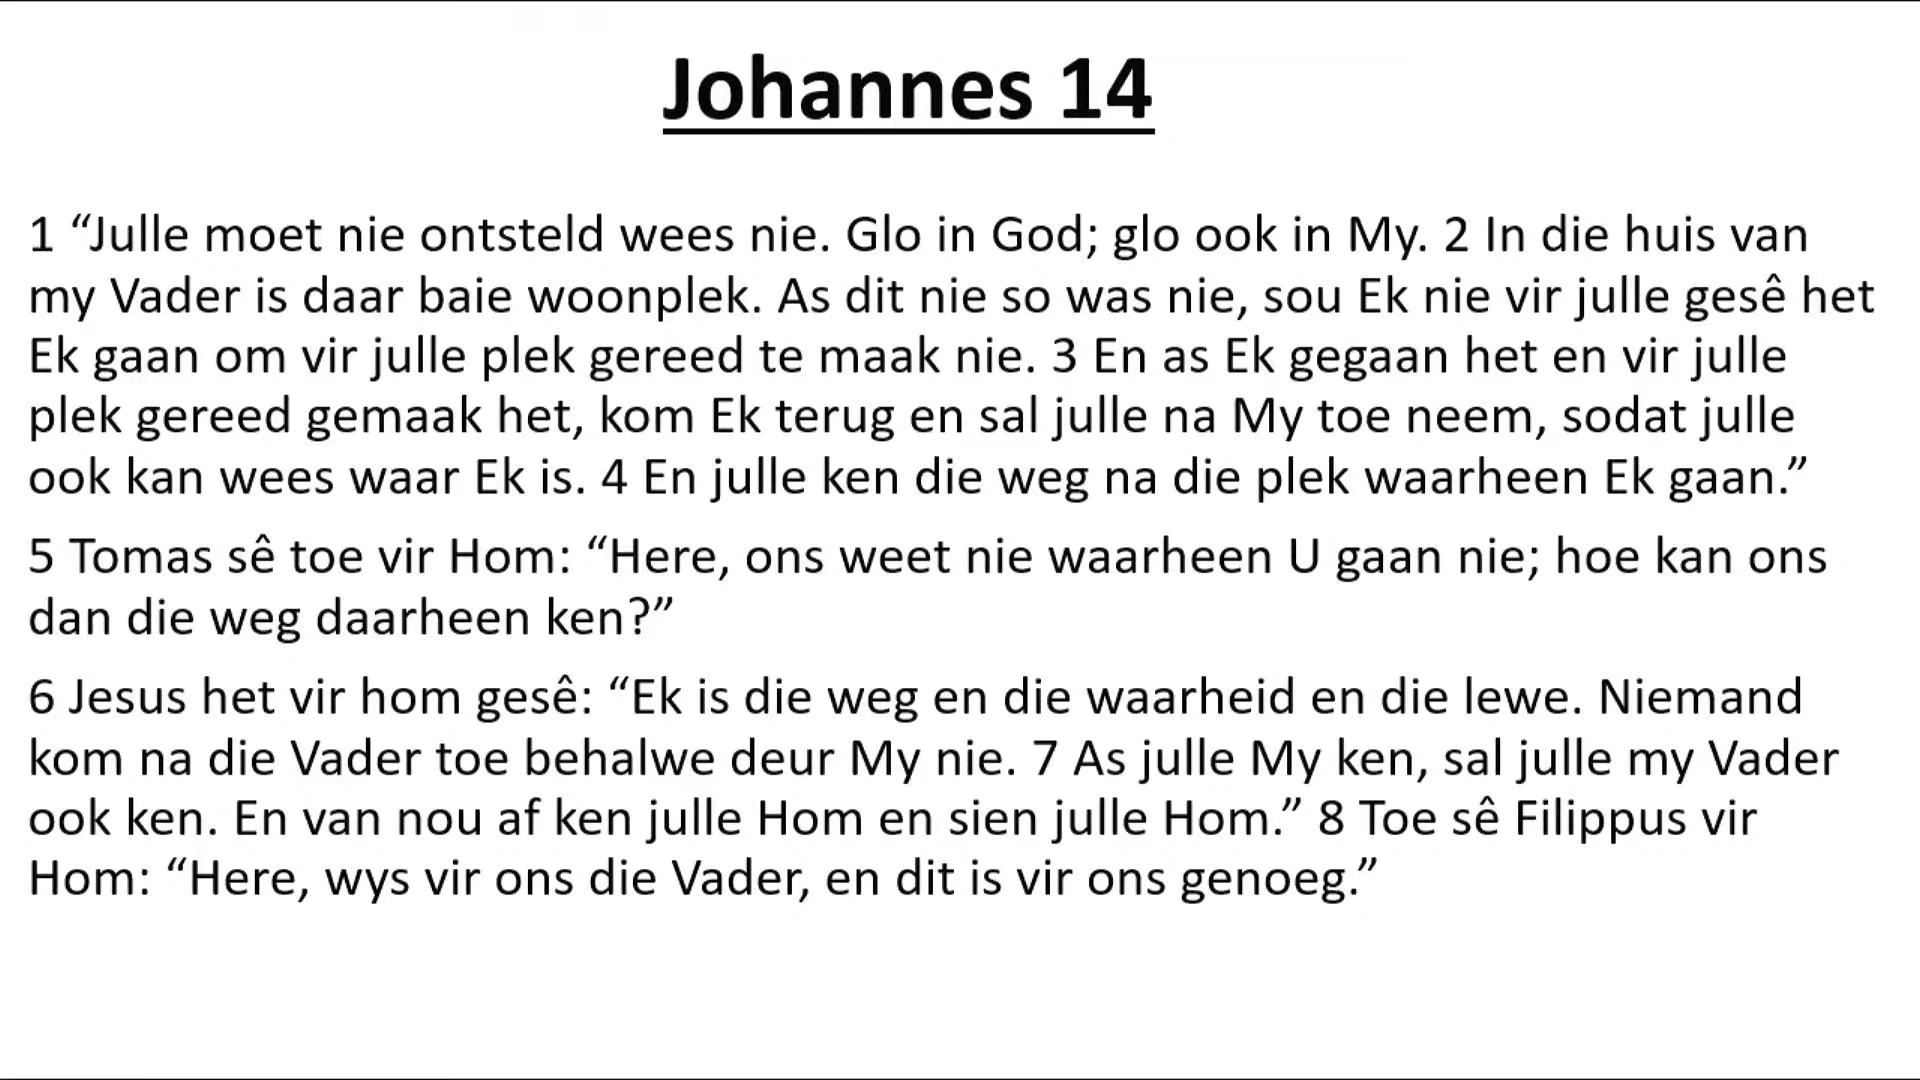 Johannes 14
1 “Julle moet nie ontsteld wees nie. Glo in God; glo ook in My. 2 In die huis van
my Vader is daar baie woonplek. As dit nie so was nie, sou Ek nie vir julle gesê het
Ek gaan om vir julle plek gereed te maak nie. 3 En as Ek gegaan het en vir julle
plek gereed gemaak het, kom Ek terug en sal julle na My toe neem, sodat julle
ook kan wees waar Ek is. 4 En julle ken die weg na die plek waarheen Ek gaan.”
5 Tomas sê toe vir Hom: “Here, ons weet nie waarheen U gaan nie; hoe kan ons
dan die weg daarheen ken?”
6 Jesus het vir hom gesê: “Ek is die weg en die waarheid en die lewe. Niemand
kom na die Vader toe behalwe deur My nie. 7 As julle My ken, sal julle my Vader
ook ken. En van nou af ken julle Hom en sien julle Hom.” 8 Toe sê Filippus vir
Hom: “Here, wys vir ons die Vader, en dit is vir ons genoeg.”